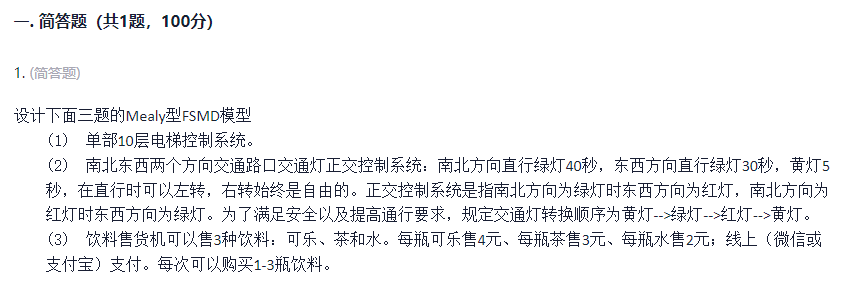 一. 简答题（共1题，100分）
1. (简答题)
设计下面三题的Mealy型FSMD模型
(1) 单部10层电梯控制系统。
(2) 南北东西两个方向交通路口交通灯正交控制系统：南北方向直行绿灯40秒，东西方向直行绿灯30秒，黄灯5
秒，在直行时可以左转，右转始终是自由的。正交控制系统是指南北方向为绿灯时东西方向为红灯，南北方向为
红灯时东西方向为绿灯。为了满足安全以及提高通行要求，规定交通灯转换顺序为黄灯-->绿灯-->红灯-->黄灯。
(3) 饮料售货机可以售3种饮料：可乐、茶和水。每瓶可乐售4元、每瓶茶售3元、每瓶水售2元；线上（微信或
支付宝）支付。每次可以购买1-3瓶饮料。